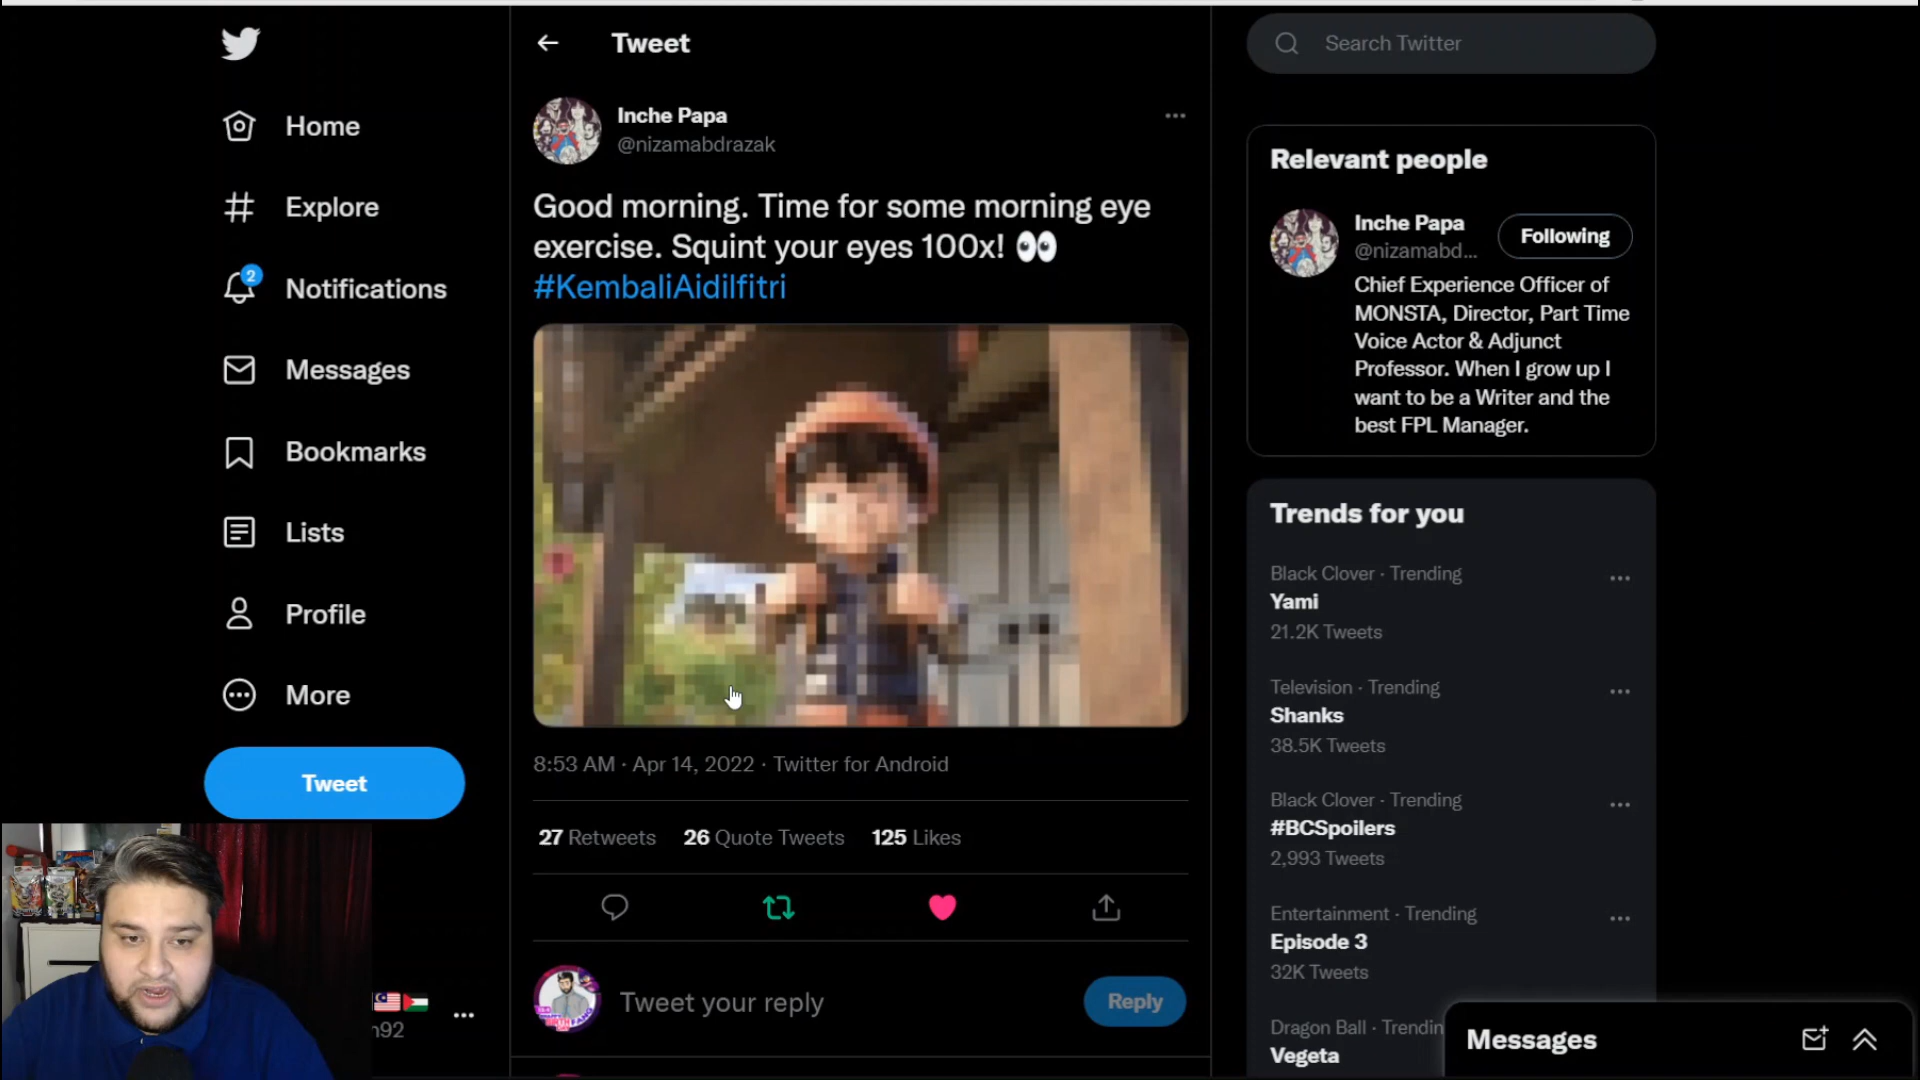 Home
Explore
2
Notifications
Messages
Bookmarks
Lists
Profile
More
Tweet
n92
Tweet
Inche Papa
@nizamabdrazak
Good morning. Time for some morning eye
exercise. Squint your eyes 100x! 👀
#KembaliAidilfitri
8:53 AM · Apr 14, 2022 · Twitter for Android
27 Retweets 26 Quote Tweets 125 Likes
Tweet your reply
Reply
Search Twitter
Relevant people
Inche Papa
@nizamabd...
Following
Chief Experience Officer of
MONSTA, Director, Part Time
Voice Actor & Adjunct
Professor. When I grow up I
want to be a Writer and the
best FPL Manager.
Trends for you
Black Clover · Trending
Yami
21.2K Tweets
Television · Trending
Shanks
38.5K Tweets
Black Clover · Trending
#BCSpoilers
2,993 Tweets
Entertainment · Trending
Episode 3
32K Tweets
Dragon Ball · Trendin
Vegeta
Messages